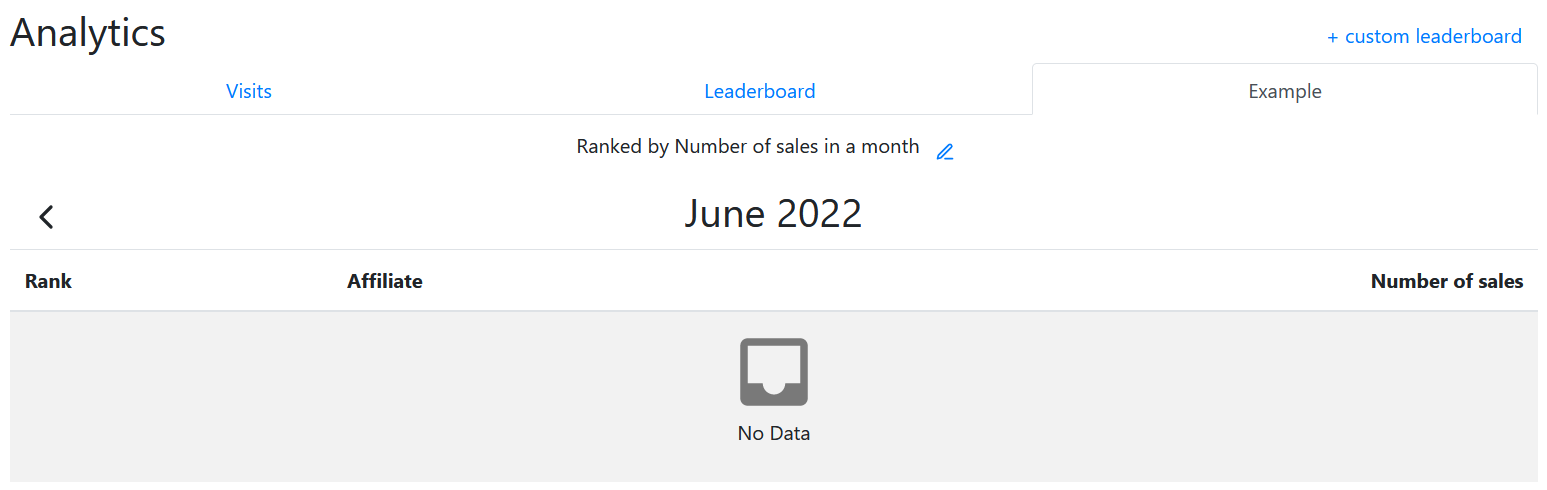 Analytics
+ custom leaderboard
Visits
Leaderboard
Example
Ranked by Number of sales in a month
June 2022
Rank
Affiliate
Number of sales
No Data